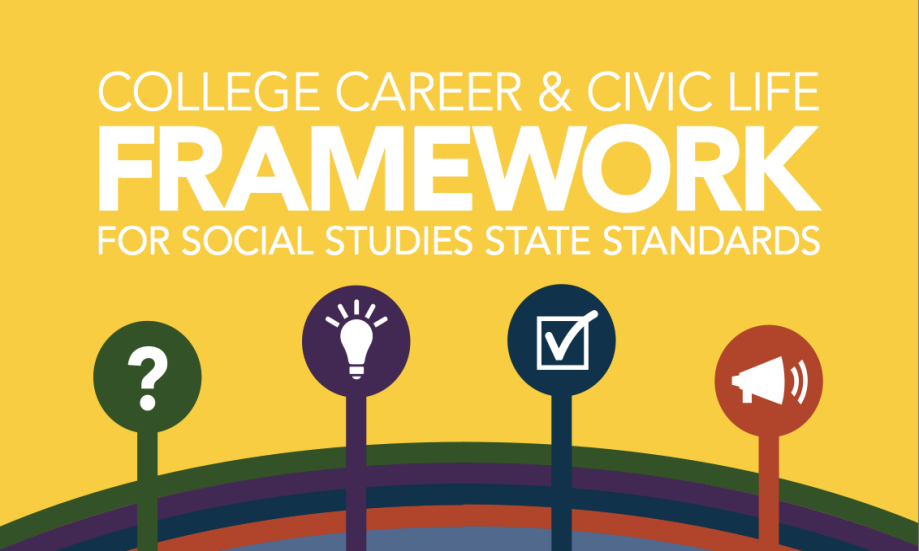 COLLEGE CAREER & CIVIC LIFE
FRAMEWORK
FOR SOCIAL STUDIES STATE STANDARDS
?